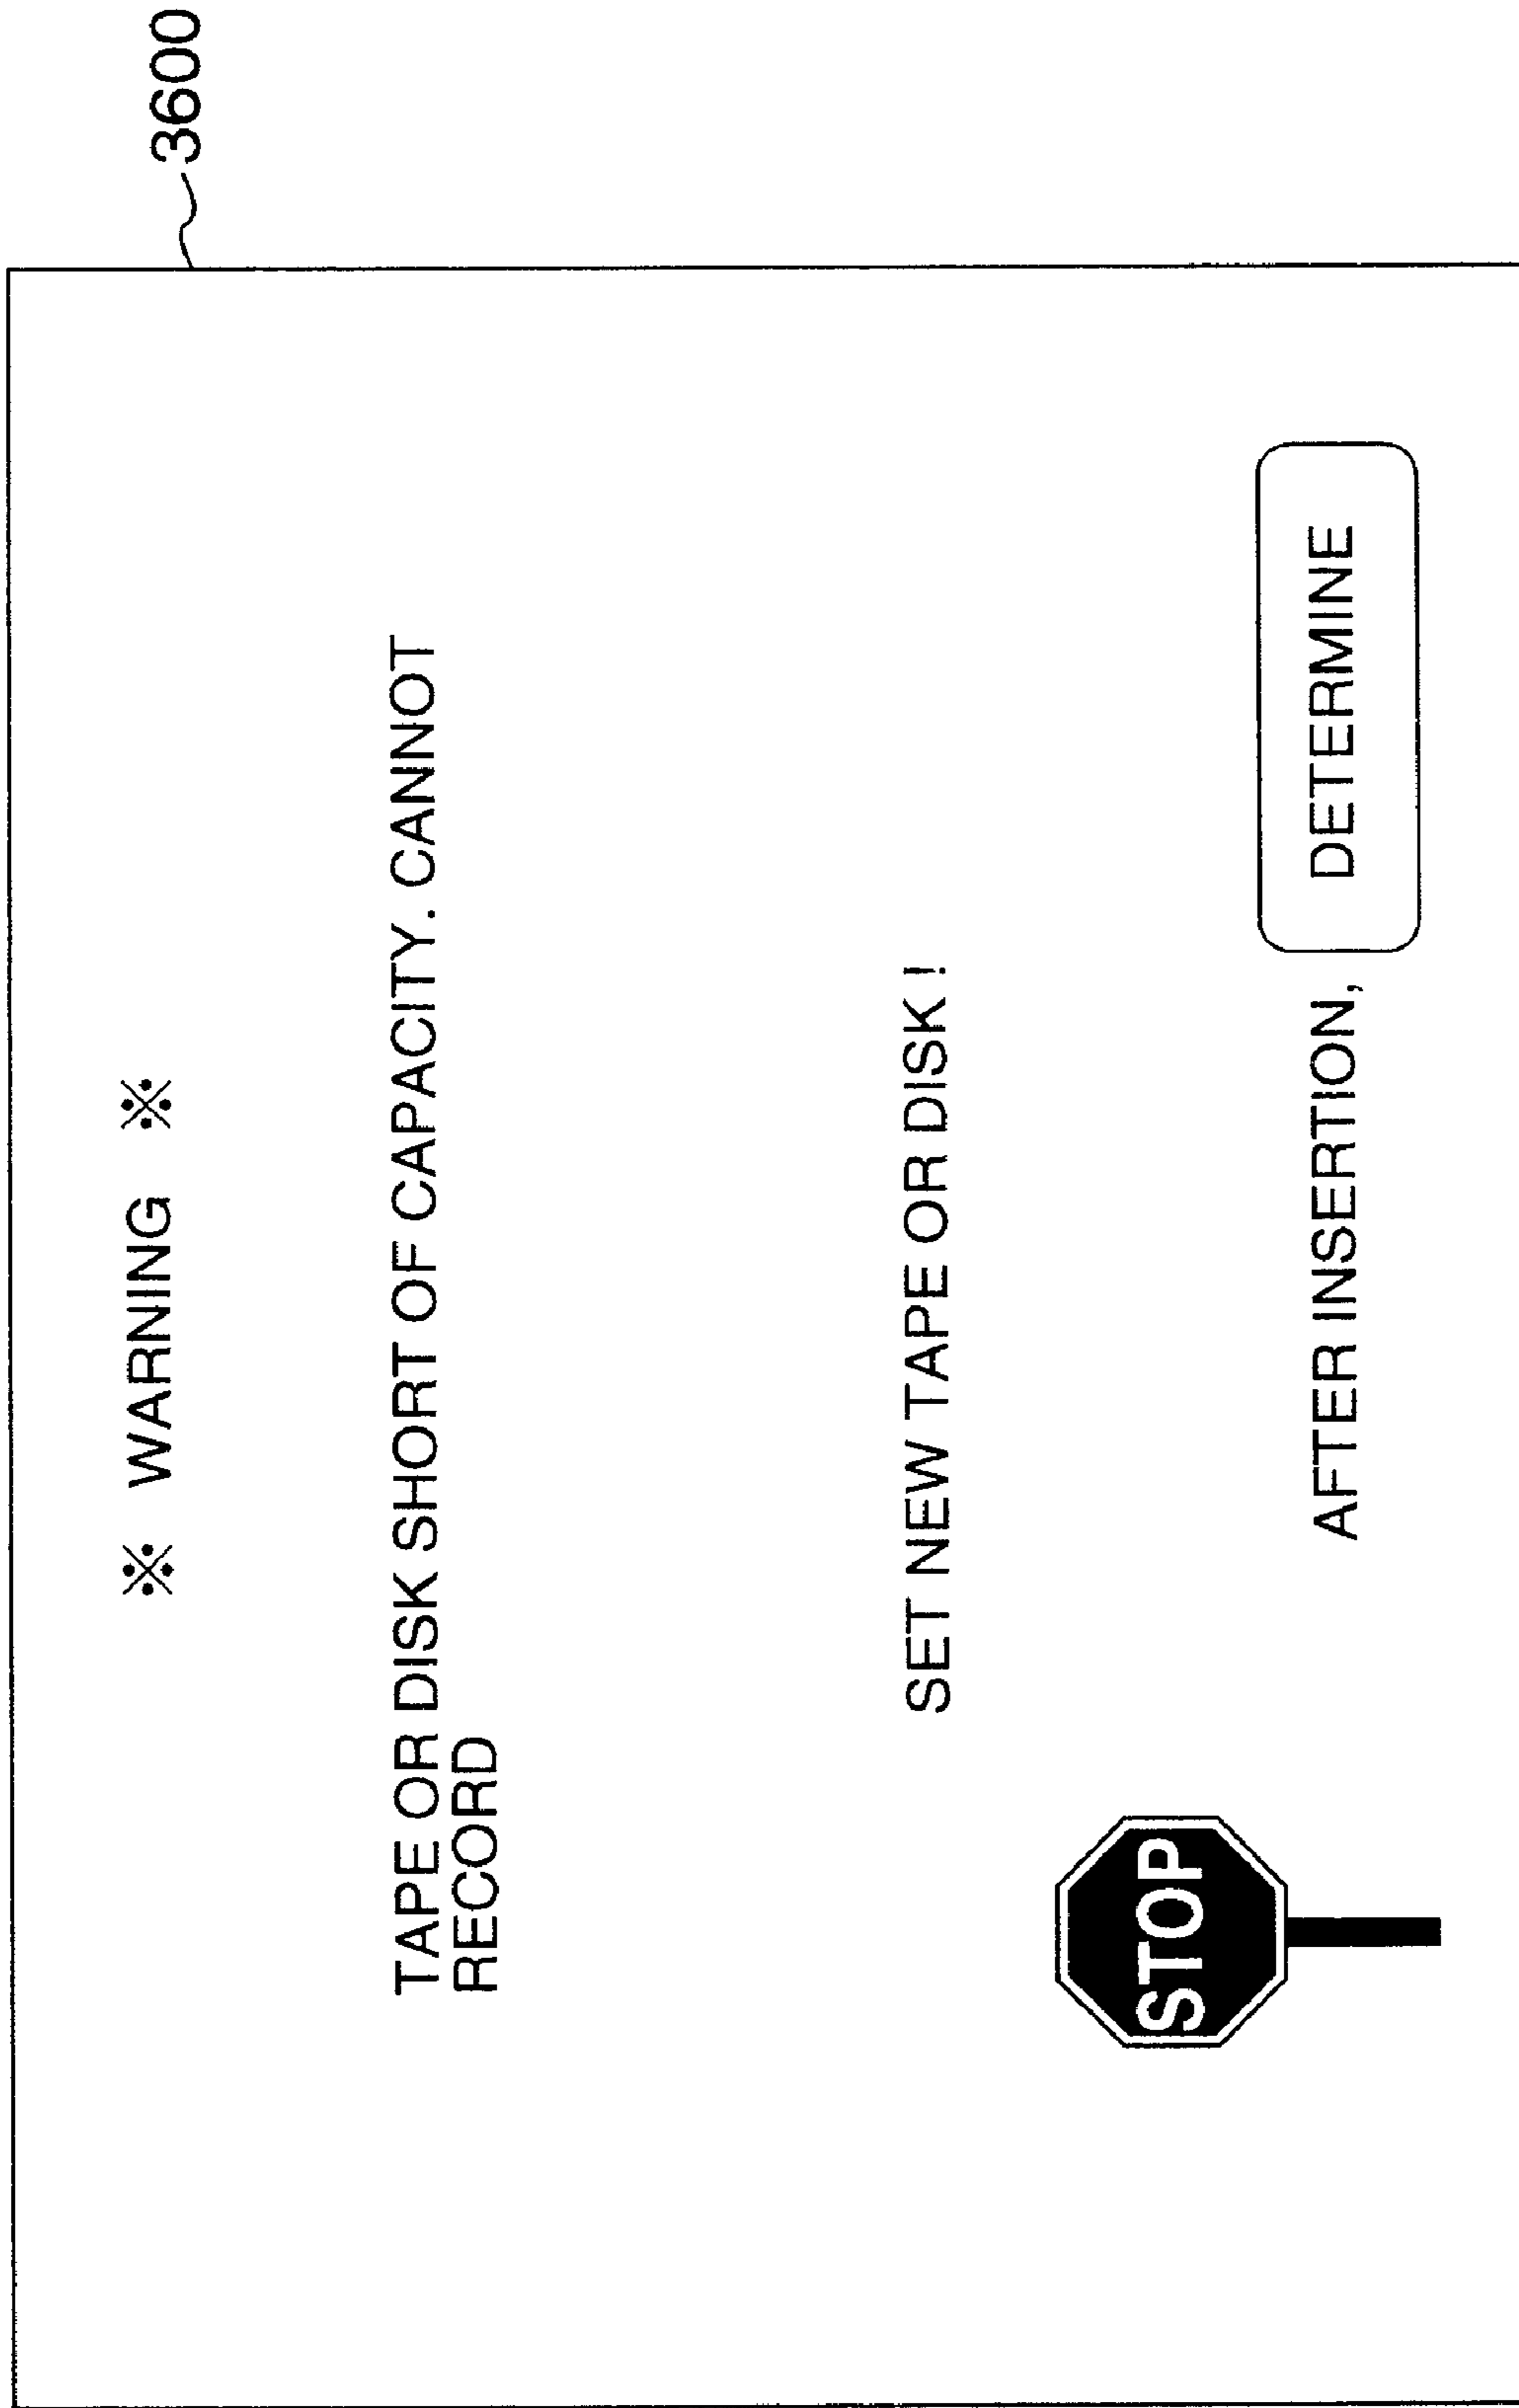 3600
※ WARNING ※
TAPE OR DISK SHORT OF CAPACITY. CANNOT
RECORD
SET NEW TAPE OR DISK !
STOP
AFTER INSERTION, DETERMINE